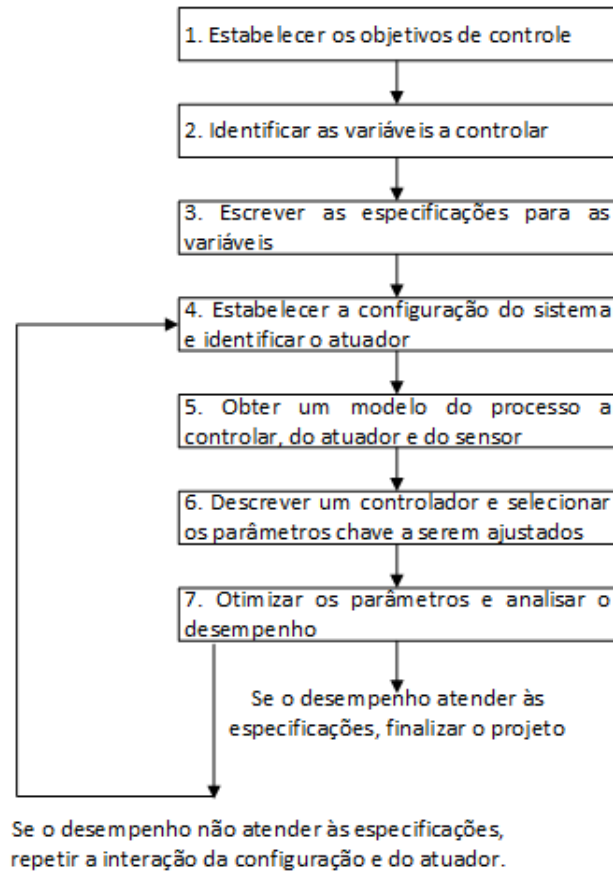 1. Estabelecer os objetivos de controle
2. Identificar as variáveis a controlar
3. Escrever as especificações para as
variáveis
4. Estabelecer a configuração do sistema
e identificar o atuador
5. Obter um modelo do processo a
controlar, do atuador e do sensor
6. Descrever um controlador e selecionar
os parâmetros chave a serem ajustados
7. Otimizar os parâmetros e analisar o
desempenho
Se o desempenho atender às
especificações, finalizar o projeto
Se o desempenho não atender às especificações,
repetir a interação da configuração e do atuador.